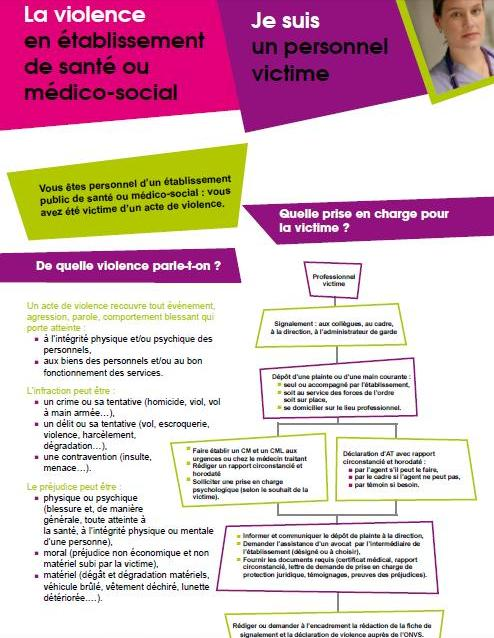 La violence
en établissement
de santé ou
médico-social
Je suis
un personnel
victime
Vous êtes personnel d'un établissement
public de santé ou médico-social : vous
avez été victime d'un acte de violence.
De quelle violence parle-t-on ?
Un acte de violence recouvre tout évènement,
agression, parole, comportement blessant qui
porte atteinte :
à l'intégrité physique et/ou psychique des
personnels,
aux biens des personnels et/ou au bon
fonctionnement des services.
L'infraction peut être :
un crime ou sa tentative (homicide, viol, vol
à main armée…),
un délit ou sa tentative (vol, escroquerie,
violence, harcèlement,
dégradation…),
une contravention (insulte,
menace…).
Le préjudice peut être :
physique ou psychique
(blessure et, de manière
générale, toute atteinte à
la santé, à l'intégrité physique ou mentale
d'une personne),
moral (préjudice non économique et non
matériel subi par la victime),
matériel (dégât et dégradation matériels,
véhicule brûlé, vêtement déchiré, lunette
détériorée….).
Quelle prise en charge pour
la victime ?
Professionnel
victime
Signalement : aux collègues, au cadre,
à la direction, à l'administrateur de garde
Dépôt d'une plainte ou d'une main courante :
seul ou accompagné par l'établissement,
soit au service des forces de l'ordre
soit sur place,
se domicilier sur le lieu professionnel.
Faire établir un CM et un CML aux
urgences ou chez le médecin traitant
Rédiger un rapport circonstancié et
horodaté
Solliciter une prise en charge
psychologique (selon le souhait de la
victime).
Déclaration d'AT avec rapport
circonstancié et horodaté :
par l'agent s'il peut le faire,
par le cadre si l'agent ne peut pas,
par témoin si besoin.
Informer et communiquer le dépôt de plainte à la direction,
Demander l'assistance d'un avocat par l'intermédiaire de
l'établissement (désigné ou à choisir),
Fournir les documents requis (certificat médical, rapport
circonstancié, lettre de demande de prise en charge de
protection juridique, témoignages, preuves des préjudices).
Rédiger ou demander à l'encadrement la rédaction de la fiche de
signalement et la déclaration de violence auprès de l'ONVS.